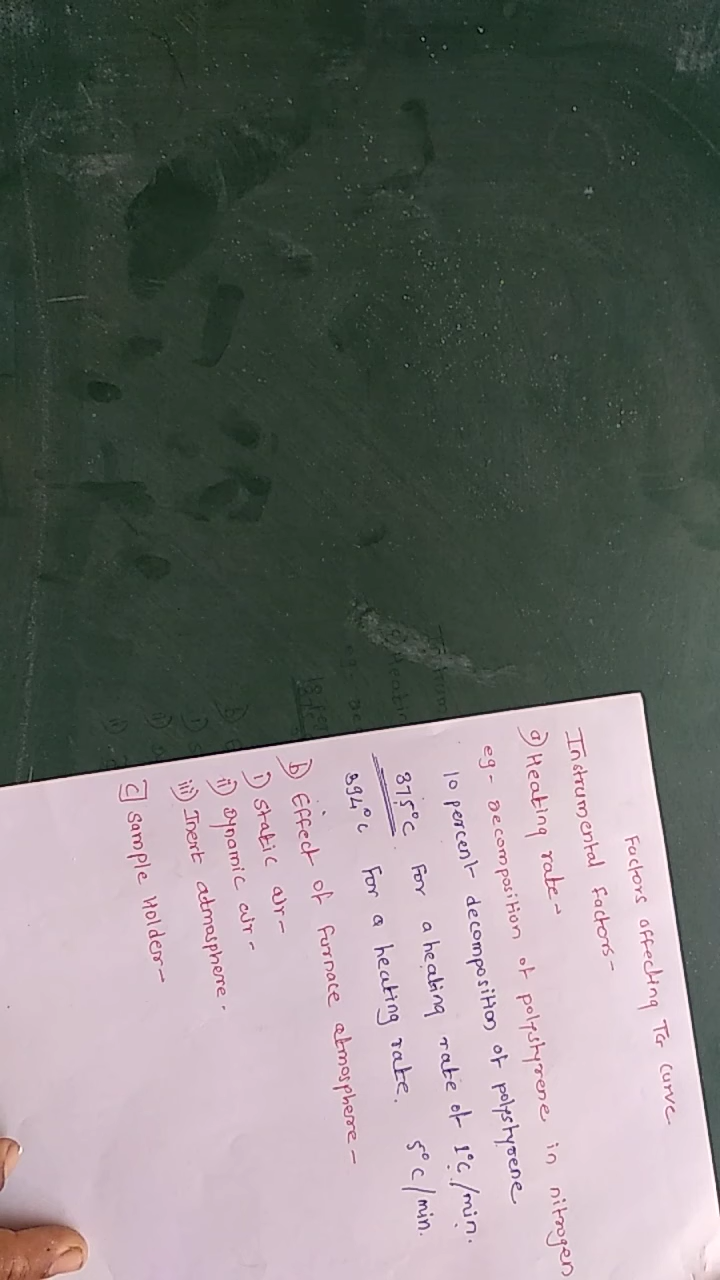 Factors affecting TG curve
Instrumental factors-
a) Heating rate-
eg- Decomposition of polystyrene in nitrogen
10 percent decomposition of polystyrene
375°C For a heating rate of 1°C/min.
394°C For a heating rate. 5°C/min.
b) Effect of furnace atmosphere-
i) Static air-
ii) Dynamic air-
iii) Inert atmosphere-
c] Sample Holder-